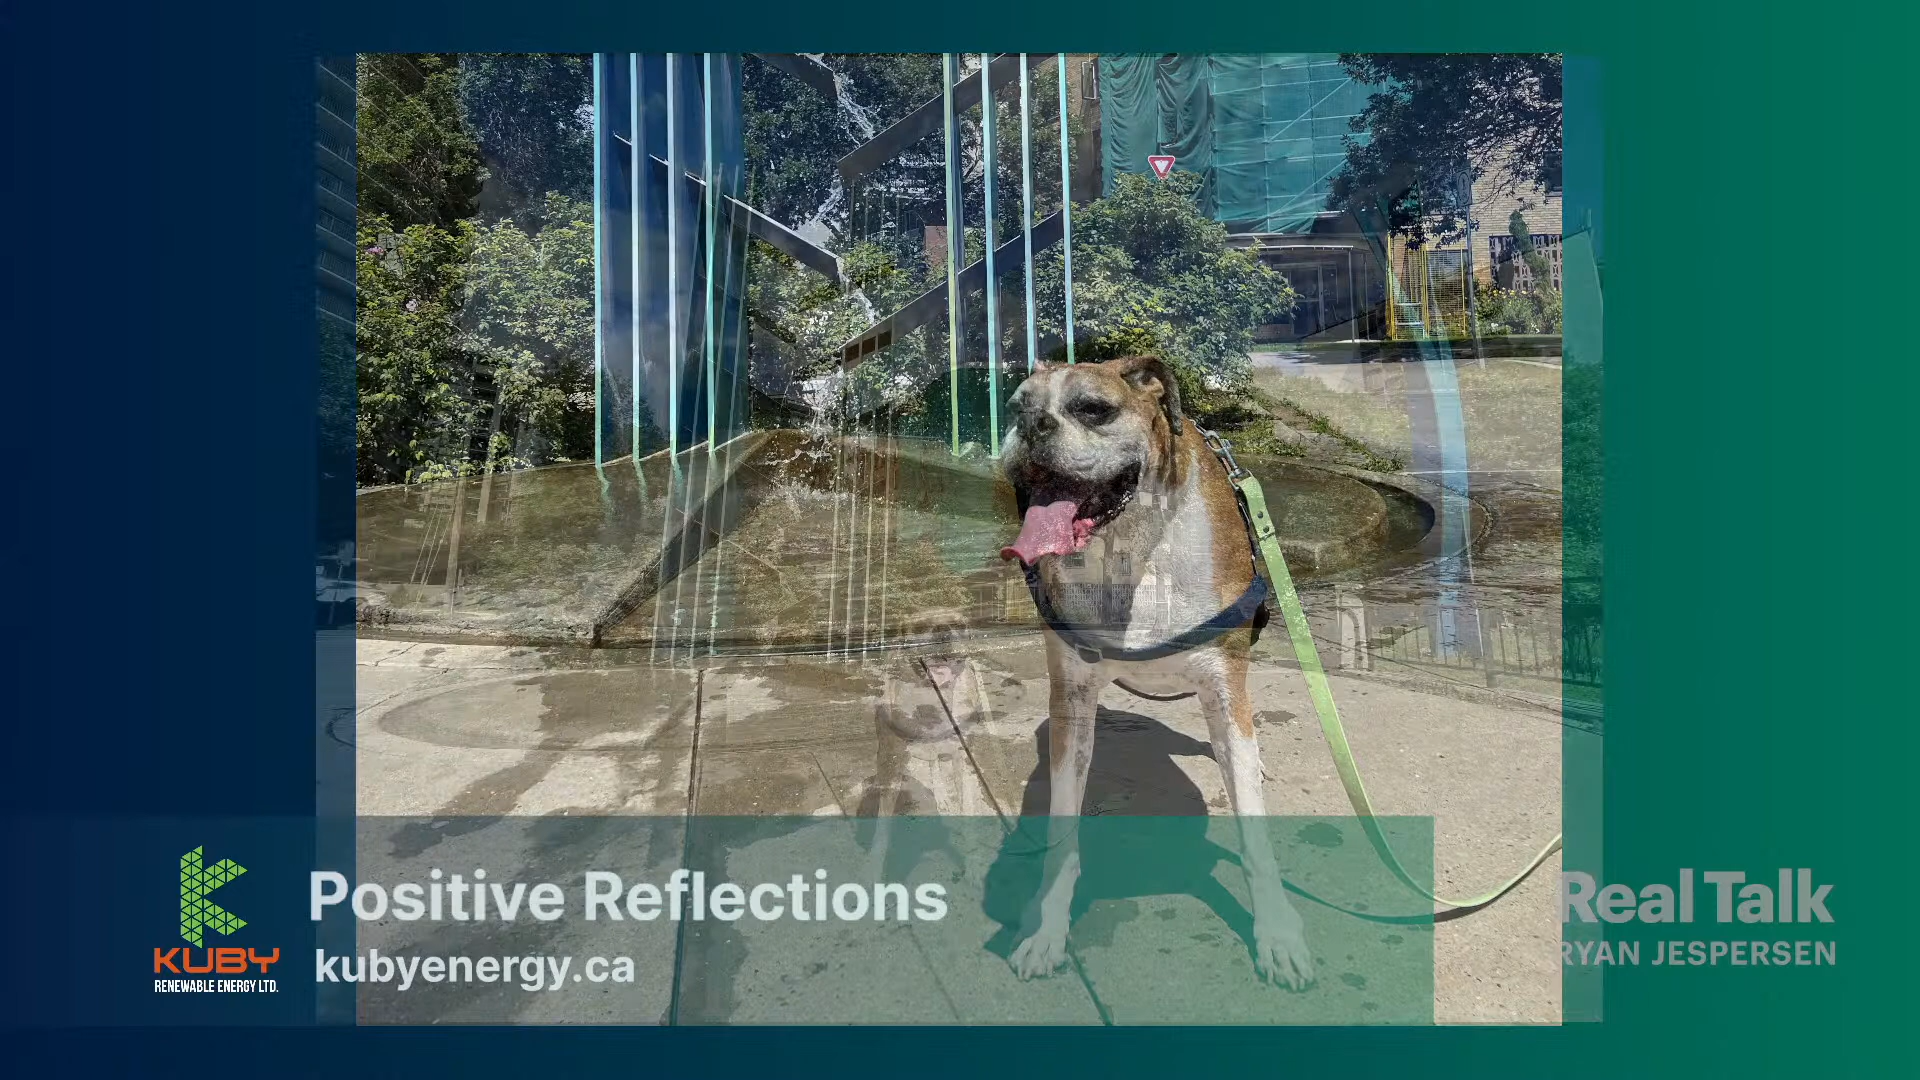 KUBY
RENEWABLE ENERGY LTD.
Positive Reflections
kubyenergy.ca
Real Talk
RYAN JESPERSEN